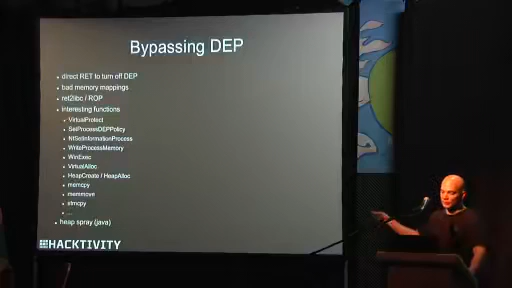 Bypassing DEP
direct RET to turn off DEP
bad memory mappings
ret2libc / ROP
interesting functions
VirtualProtect
SetProcessDEPPolicy
NtSetInformationProcess
WriteProcessMemory
WinExec
VirtualAlloc
HeapCreate / HeapAlloc
memcpy
memmove
strncpy
...
heap spray (java)
HACKTIVITY